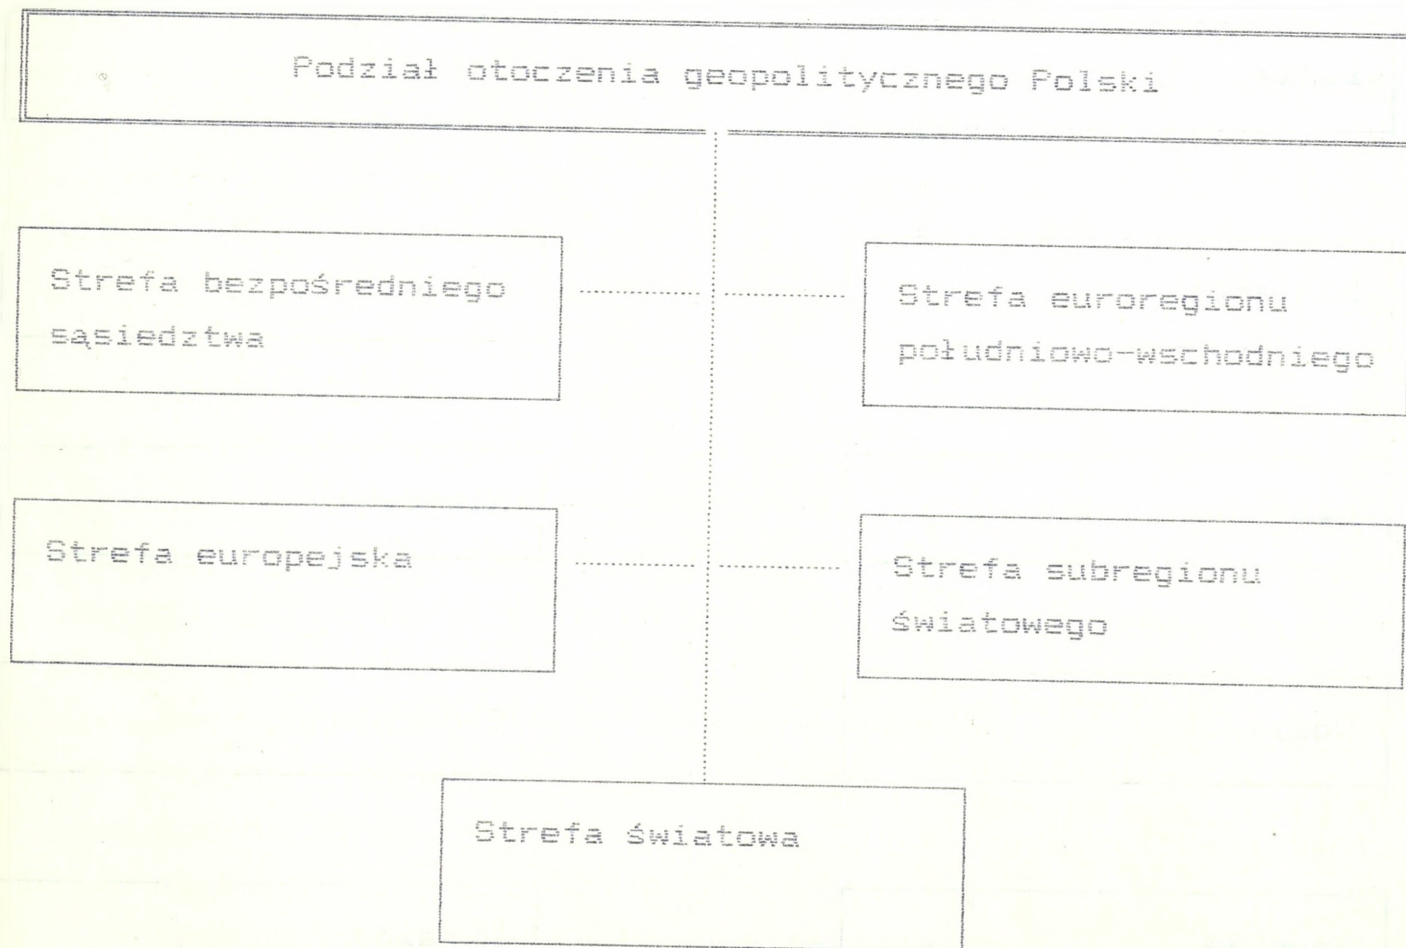 Podział otoczenia geopolitycznego Polski
Strefa bezpośredniego
sąsiedztwa
Strefa euroregionu
południowo-wschodniego
Strefa europejska
Strefa subregionu
światowego
Strefa światowa